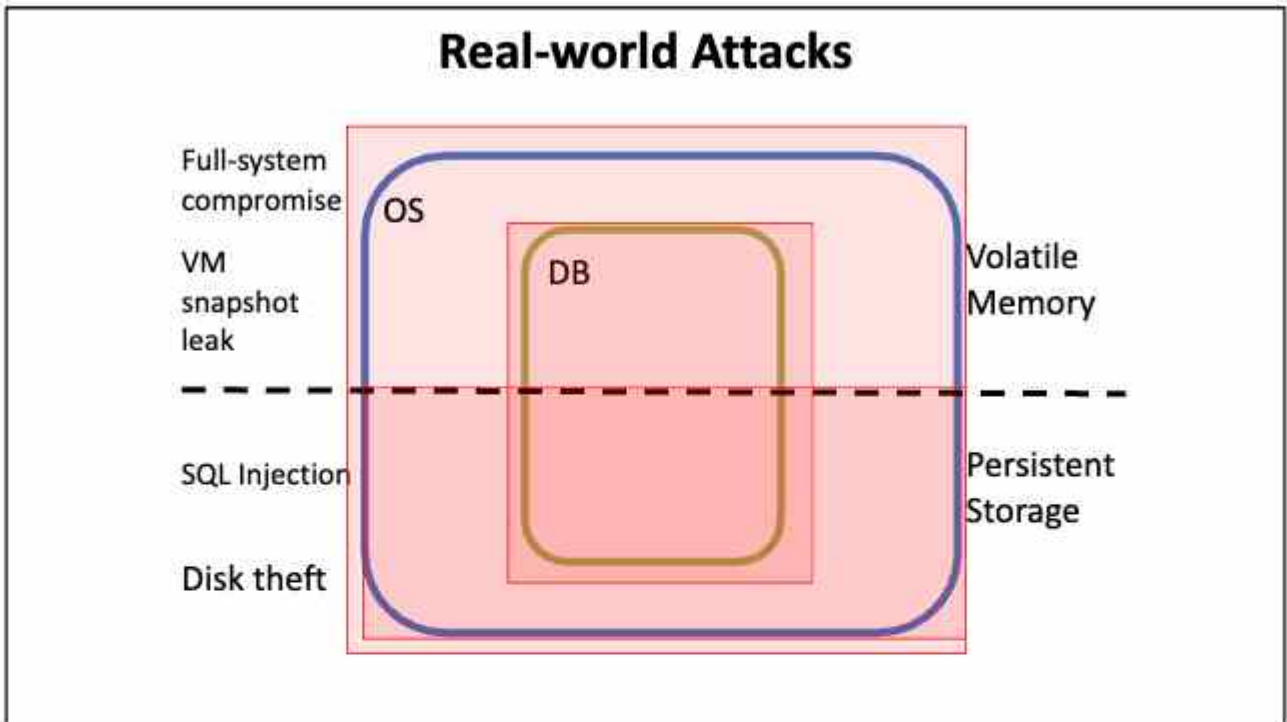 Real-world Attacks
Full-system
compromise
OS
VM
snapshot
leak
DB
Volatile
Memory
SQL Injection
Persistent
Storage
Disk theft